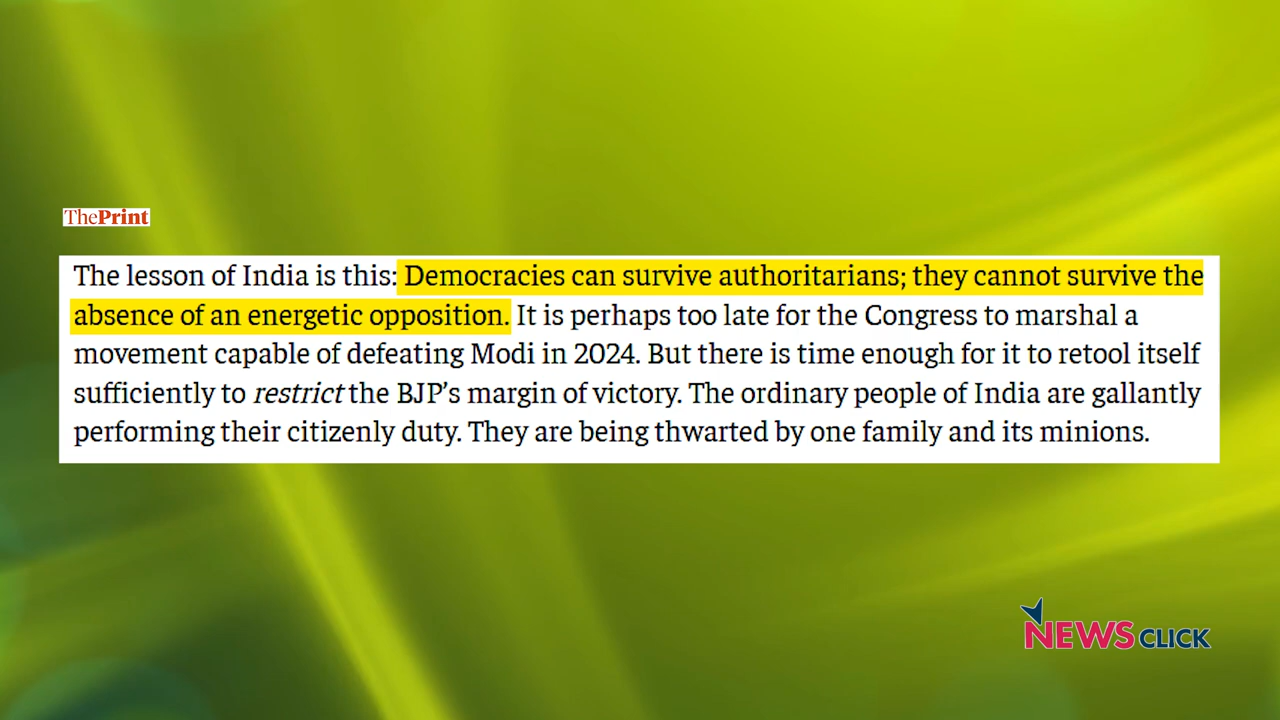 ThePrint
The lesson of India is this: Democracies can survive authoritarians; they cannot survive the
absence of an energetic opposition. It is perhaps too late for the Congress to marshal a
movement capable of defeating Modi in 2024. But there is time enough for it to retool itself
sufficiently to restrict the BJP’s margin of victory. The ordinary people of India are gallantly
performing their citizenly duty. They are being thwarted by one family and its minions.
NEWSCLICK